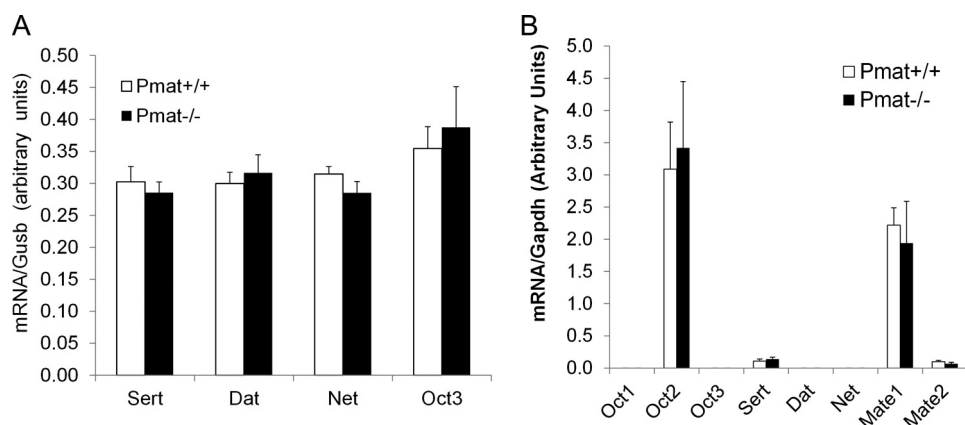 A
mRNA/Gusb (arbitrary units)
0.50
0.45
0.40
0.35
0.30
0.25
0.20
0.15
0.10
0.05
0.00
Pmat+/+
Pmat-/-
Sert Dat Net Oct3
B
mRNA/Gapdh (Arbitrary Units)
5.0
4.5
4.0
3.5
3.0
2.5
2.0
1.5
1.0
0.5
0.0
Pmat+/+
Pmat-/-
Oct1 Oct2 Oct3 Sert Dat Net Mate1 Mate2